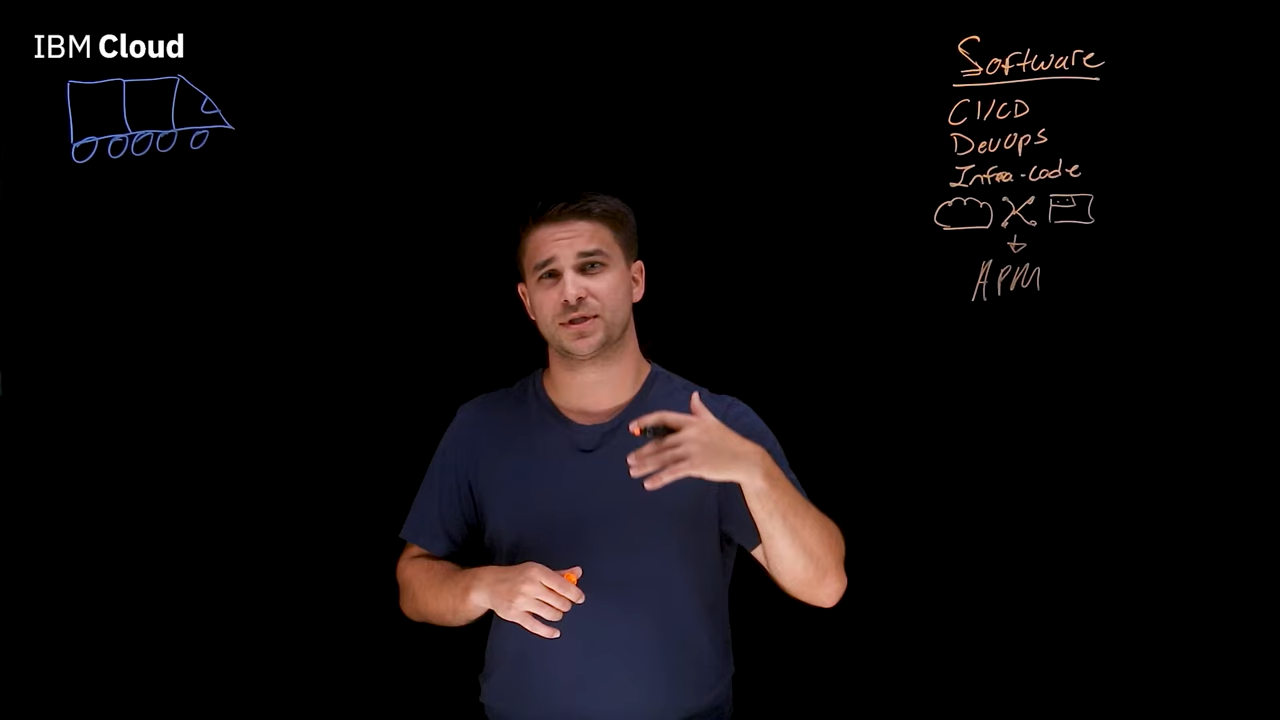 IBM Cloud
Software
CI/CD
DevOps
Infra-code
APM